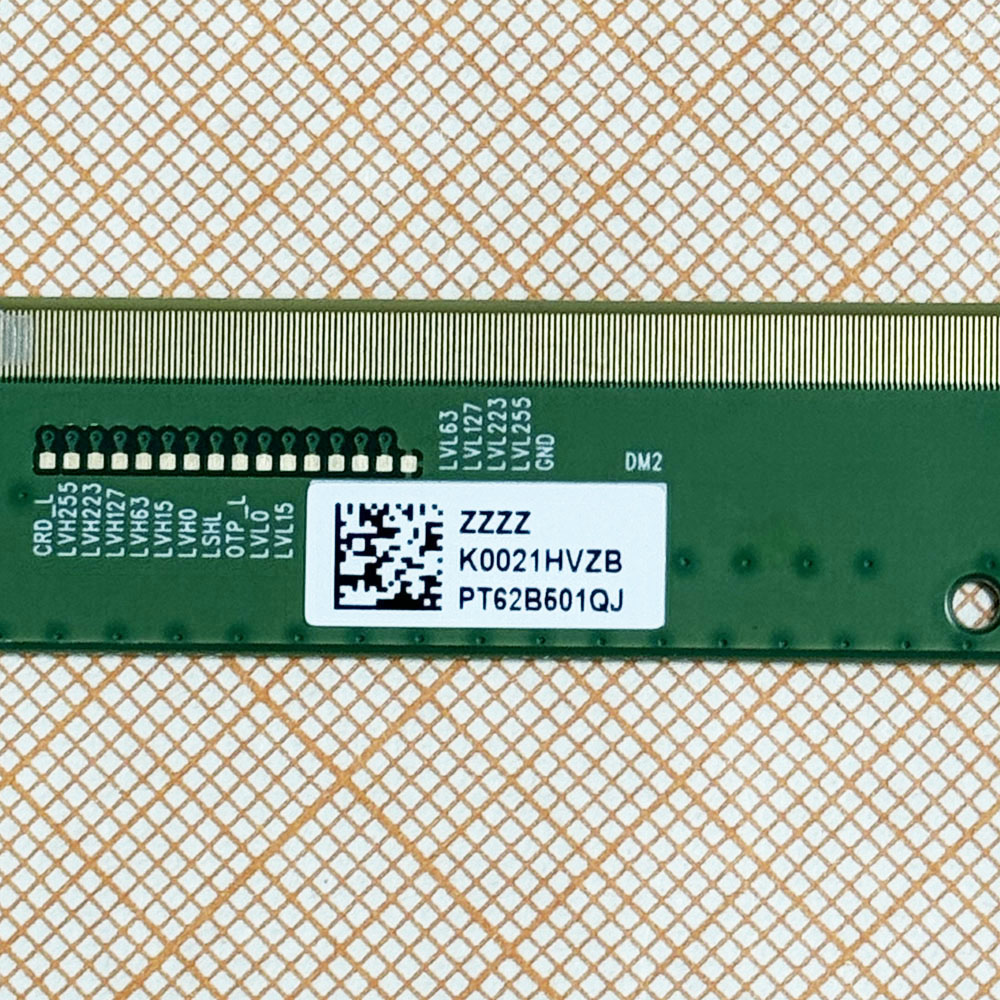 LVL63
LVL127
LVL223
LVL255
GND
DM2
CRD_L
LVH255
LVH223
LVH127
LVH63
LVH15
LVH0
LSHL
OTP_L
LVL0
LVL15
ZZZZ
K0021HVZB
PT62B601QJ